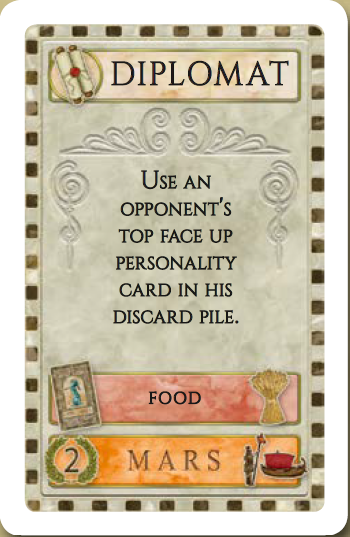 DIPLOMAT
USE AN
OPPONENT'S
TOP FACE UP
PERSONALITY
CARD IN HIS
DISCARD PILE.
FOOD
2 MARS